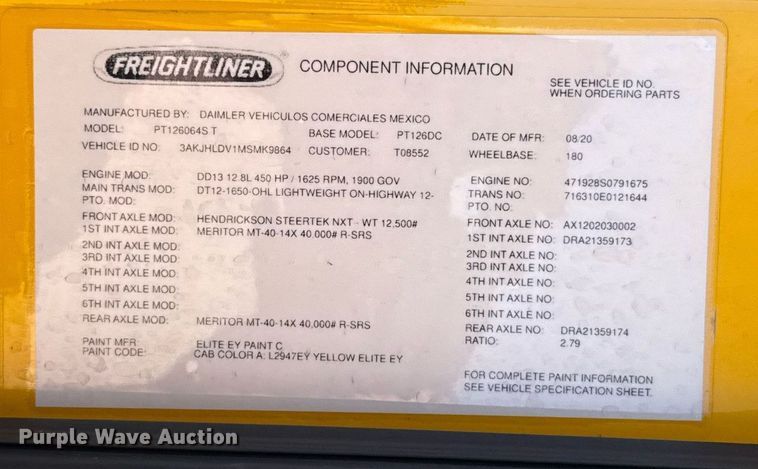 FREIGHTLINER ®
COMPONENT INFORMATION
SEE VEHICLE ID NO.
WHEN ORDERING PARTS
MANUFACTURED BY: DAIMLER VEHICULOS COMERCIALES MEXICO
MODEL: PT126064S T BASE MODEL: PT126DC DATE OF MFR: 08/20
VEHICLE ID NO: 3AKJHLDV1MSMK9864 CUSTOMER: T08552 WHEELBASE: 180
ENGINE MOD: DD13 12.8L 450 HP / 1625 RPM, 1900 GOV ENGINE NO: 471928S0791675
MAIN TRANS MOD: DT12-1650-OHL LIGHTWEIGHT ON-HIGHWAY 12- TRANS NO: 716310E0121644
PTO. MOD: PTO. NO:
FRONT AXLE MOD: HENDRICKSON STEERTEK NXT - WT 12,500# FRONT AXLE NO: AX1202030002
1ST INT AXLE MOD: MERITOR MT-40-14X 40,000# R-SRS 1ST INT AXLE NO: DRA21359173
2ND INT AXLE MOD: 2ND INT AXLE NO:
3RD INT AXLE MOD: 3RD INT AXLE NO:
4TH INT AXLE MOD: 4TH INT AXLE NO:
5TH INT AXLE MOD: 5TH INT AXLE NO:
6TH INT AXLE MOD: 6TH INT AXLE NO:
REAR AXLE MOD: MERITOR MT-40-14X 40,000# R-SRS REAR AXLE NO: DRA21359174
RATIO: 2.79
PAINT MFR: ELITE EY PAINT C
PAINT CODE: CAB COLOR A: L2947EY YELLOW ELITE EY
FOR COMPLETE PAINT INFORMATION
SEE VEHICLE SPECIFICATION SHEET.
Purple Wave Auction